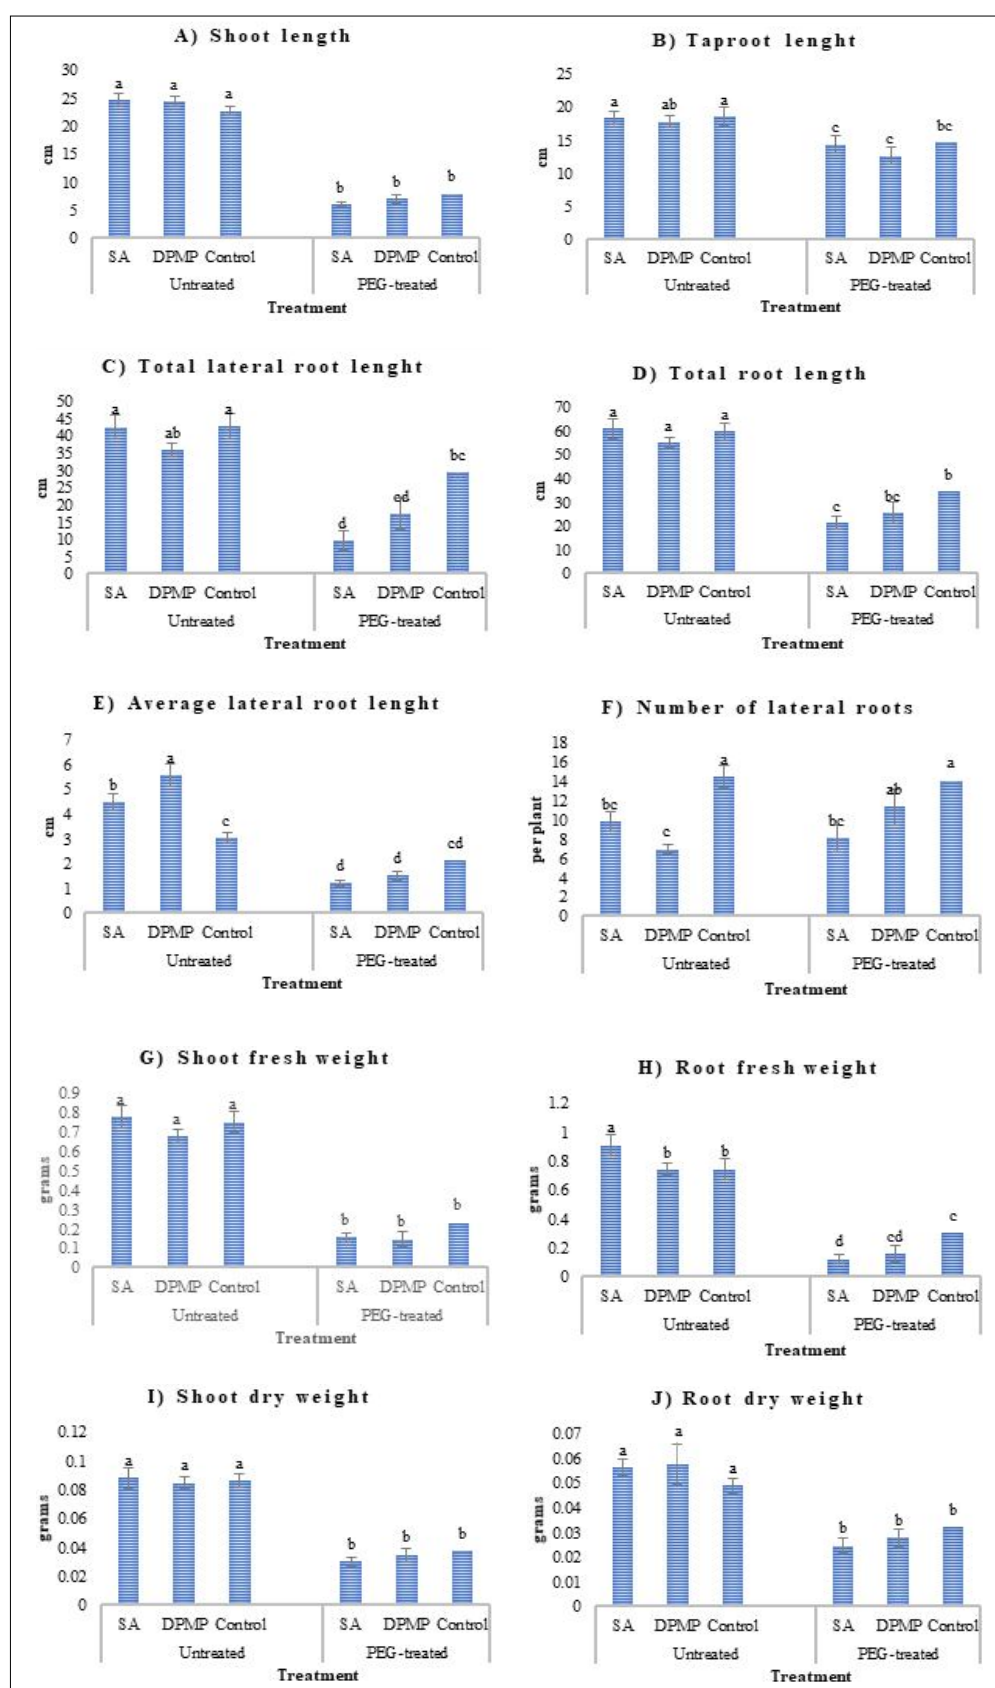 A) Shoot length
30
25
20
15
10
5
0
cm
a a a b b b
SA DPMP Control SA DPMP Control
Untreated PEG-treated
Treatment
B) Taproot lenght
25
20
15
10
5
0
cm
a ab a c c bc
SA DPMP Control SA DPMP Control
Untreated PEG-treated
Treatment
C) Total lateral root lenght
50
45
40
35
30
25
20
15
10
5
0
cm
a ab a d cd bc
SA DPMP Control SA DPMP Control
Untreated PEG-treated
Treatment
D) Total root length
70
60
50
40
30
20
10
0
cm
a a a c bc b
SA DPMP Control SA DPMP Control
Untreated PEG-treated
Treatment
E) Average lateral root lenght
7
6
5
4
3
2
1
0
cm
b a c d d cd
SA DPMP Control SA DPMP Control
Untreated PEG-treated
Treatment
F) Number of lateral roots
18
16
14
12
10
8
6
4
2
0
per plant
bc c a bc ab a
SA DPMP Control SA DPMP Control
Untreated PEG-treated
Treatment
G) Shoot fresh weight
0.9
0.8
0.7
0.6
0.5
0.4
0.3
0.2
0.1
0
grams
a a a b b b
SA DPMP Control SA DPMP Control
Untreated PEG-treated
Treatment
H) Root fresh weight
1.2
1
0.8
0.6
0.4
0.2
0
grams
a b b d cd c
SA DPMP Control SA DPMP Control
Untreated PEG-treated
Treatment
I) Shoot dry weight
0.12
0.1
0.08
0.06
0.04
0.02
0
grams
a a a b b b
SA DPMP Control SA DPMP Control
Untreated PEG-treated
Treatment
J) Root dry weight
0.07
0.06
0.05
0.04
0.03
0.02
0.01
0
grams
a a a b b b
SA DPMP Control SA DPMP Control
Untreated PEG-treated
Treatment